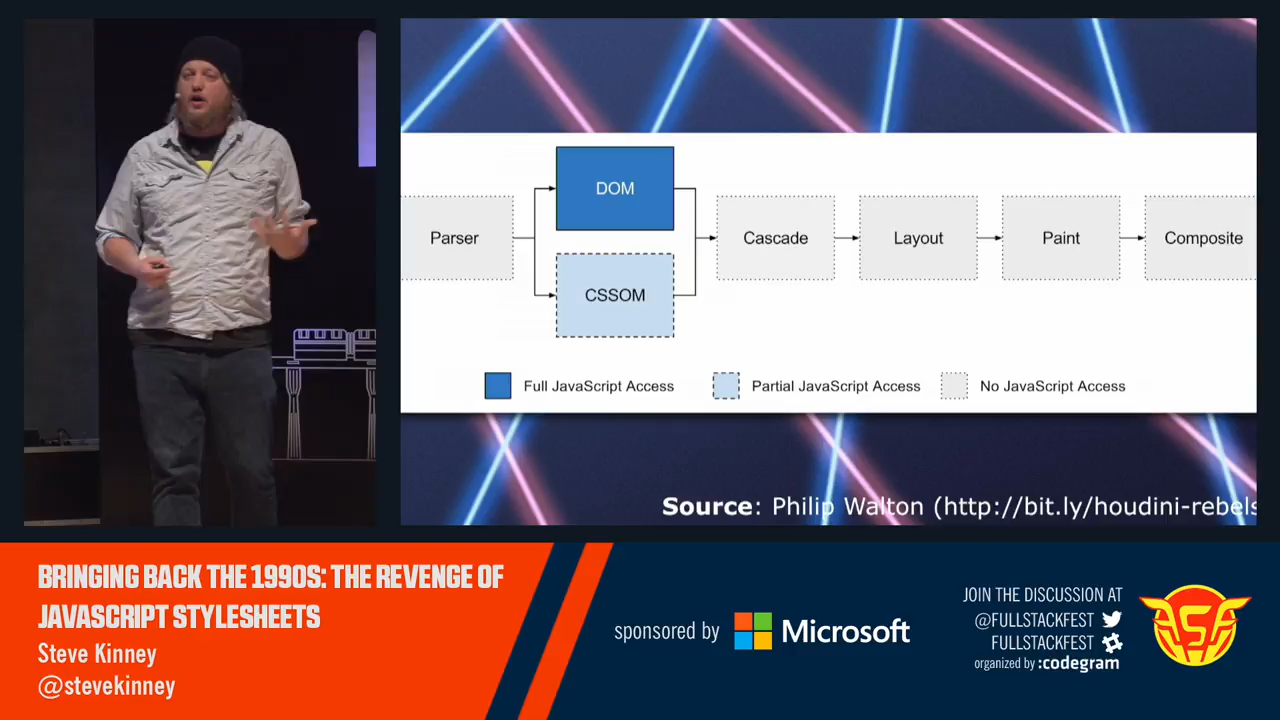 DOM
Parser
CSSOM
Cascade
Layout
Paint
Composite
Full JavaScript Access
Partial JavaScript Access
No JavaScript Access
Source: Philip Walton (http://bit.ly/houdini-rebels
BRINGING BACK THE 1990S: THE REVENGE OF
JAVASCRIPT STYLESHEETS
Steve Kinney
@stevekinney
sponsored by Microsoft
JOIN THE DISCUSSION AT
@FULLSTACKFEST
FULLSTACKFEST
organized by :codegram
FSF